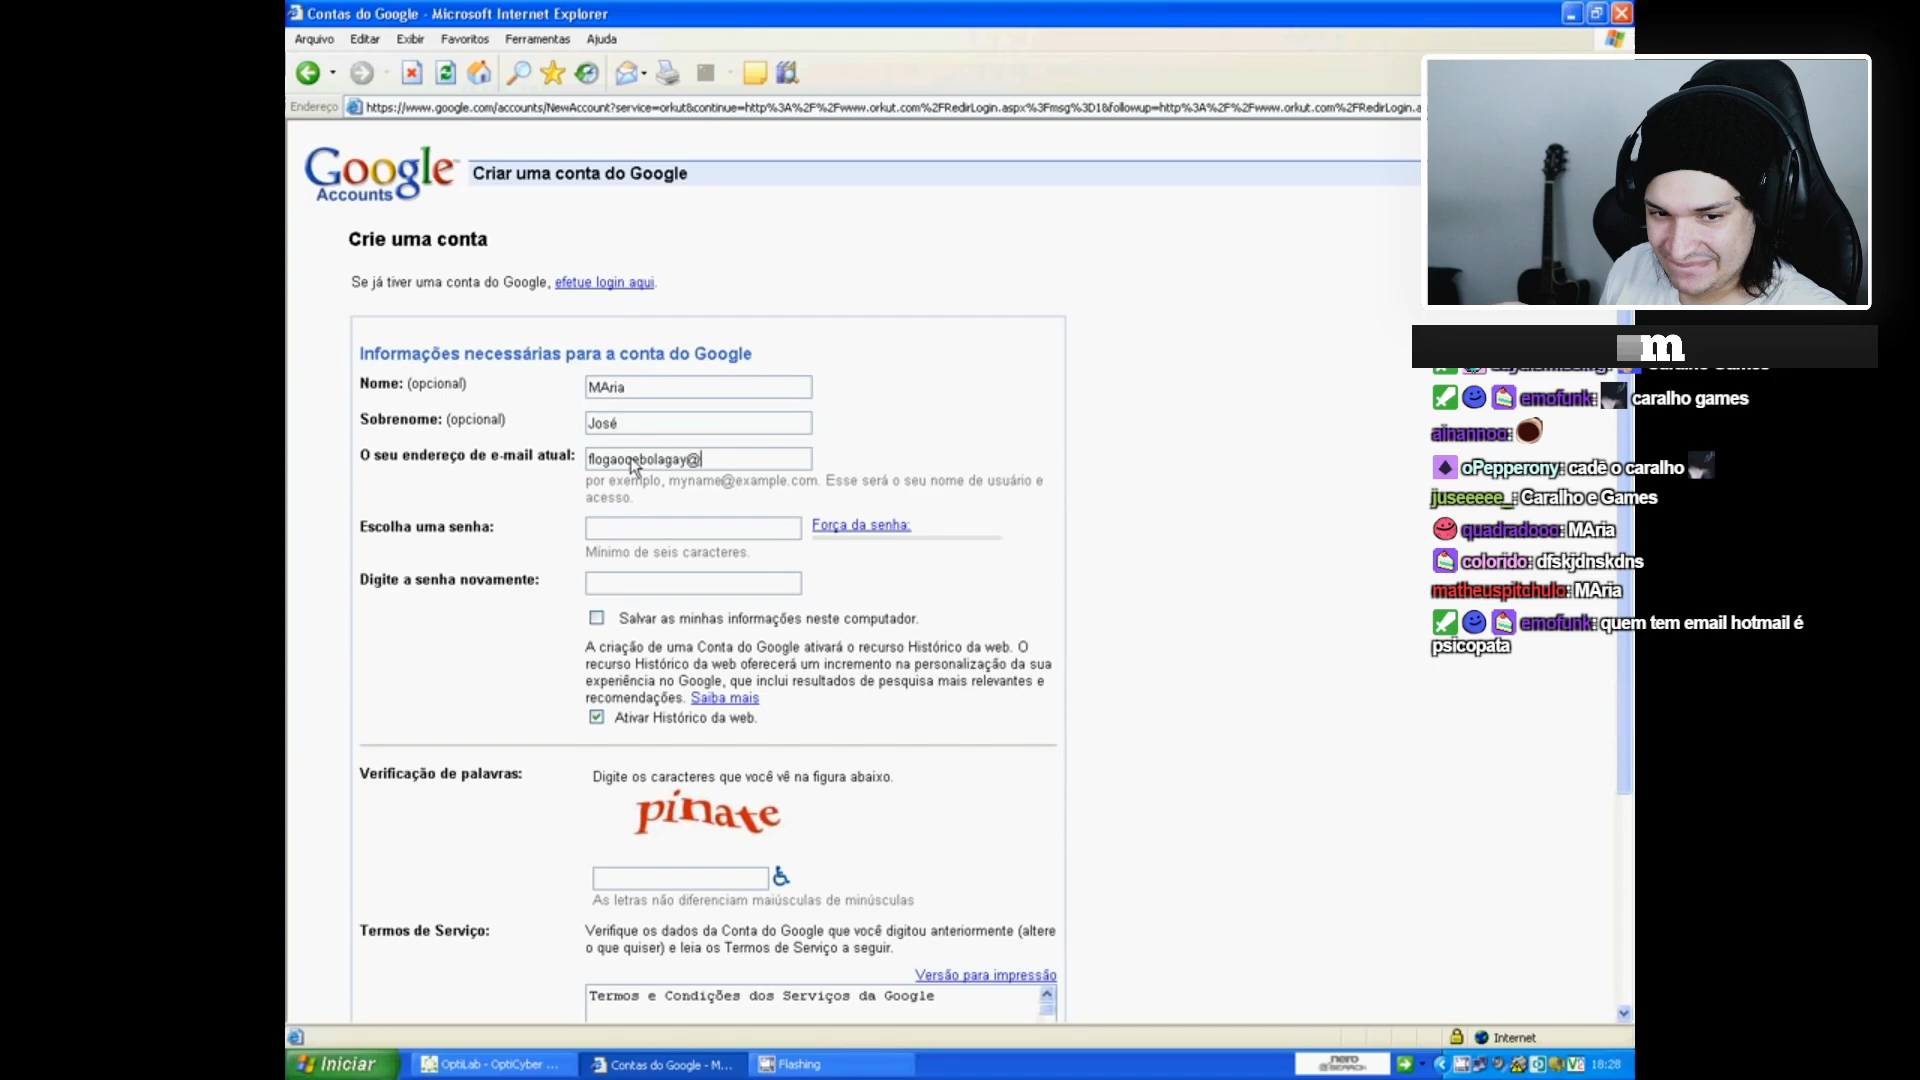 Contas do Google - Microsoft Internet Explorer
Arquivo Editar Exibir Favoritos Ferramentas Ajuda
Endereço https://www.google.com/accounts/NewAccount?service=orkut&continue=http%3A%2F%2Fwww.orkut.com%2FRedirLogin.aspx%3Fmsg%3D1&followup=http%3A%2F%2Fwww.orkut.com%2FRedirLogin.a
Google Accounts
Criar uma conta do Google
Crie uma conta
Se já tiver uma conta do Google, efetue login aqui.
Informações necessárias para a conta do Google
Nome: (opcional) MAria
Sobrenome: (opcional) José
O seu endereço de e-mail atual: flogaoqebolagay@
por exemplo, myname@example.com. Esse será o seu nome de usuário e
acesso.
Escolha uma senha: Força da senha:
Mínimo de seis caracteres.
Digite a senha novamente:
Salvar as minhas informações neste computador.
A criação de uma Conta do Google ativará o recurso Histórico da web. O
recurso Histórico da web oferecerá um incremento na personalização da sua
experiência no Google, que inclui resultados de pesquisa mais relevantes e
recomendações. Saiba mais
Ativar Histórico da web.
Verificação de palavras: Digite os caracteres que você vê na figura abaixo.
pinate
As letras não diferenciam maiúsculas de minúsculas
Termos de Serviço: Verifique os dados da Conta do Google que você digitou anteriormente (altere
o que quiser) e leia os Termos de Serviço a seguir.
Versão para impressão
Termos e Condições dos Serviços da Google
Internet
Iniciar OptiLab - OptiCyber ... Contas do Google - M... Flashing nero SEARCH 18:28
m
emofunk: caralho games
ainannoo:
oPepperony: cadê o caralho
juseeeee_: Caralho e Games
quadradooo: MAria
colorido: dfskjdnskdns
matheuspitchulo: MAria
emofunk: quem tem email hotmail é
psicopata